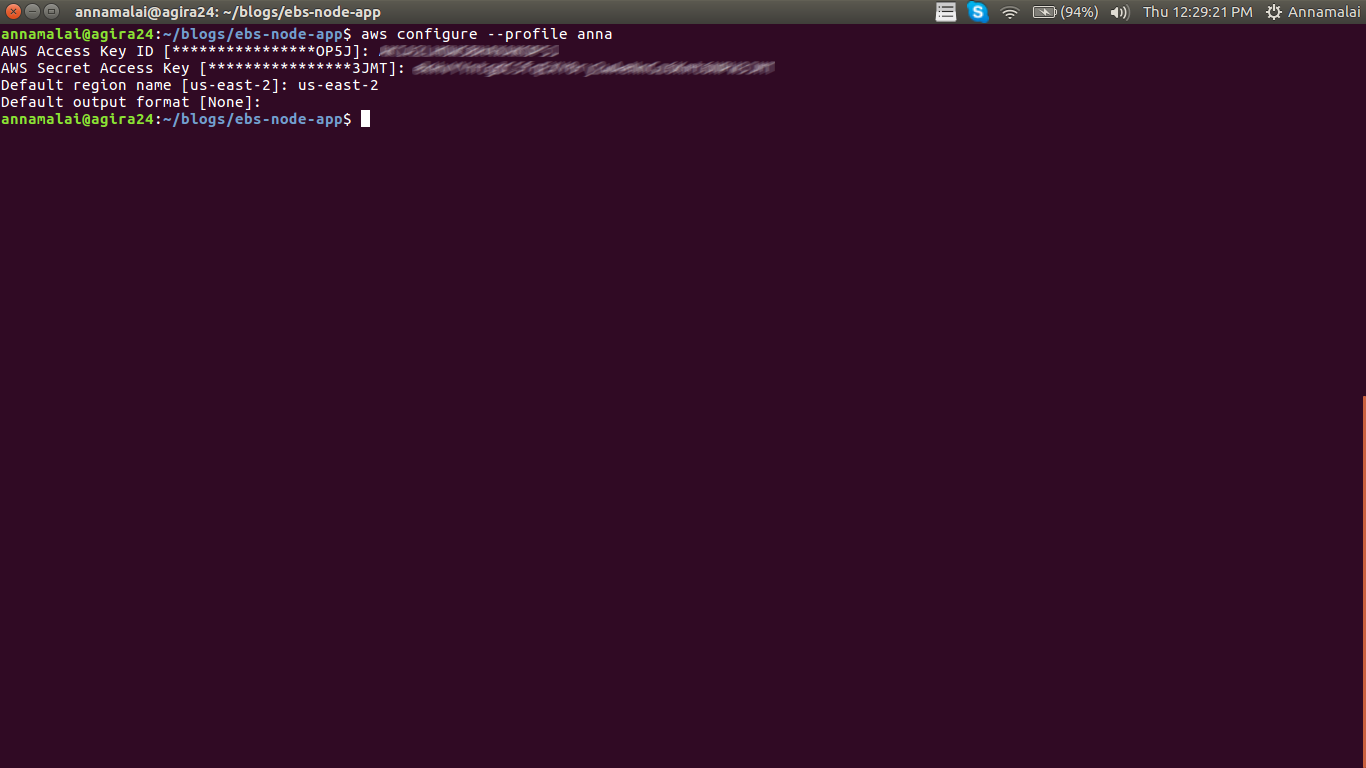 annamalai@agira24: ~/blogs/ebs-node-app (94%) Thu 12:29:21 PM Annamalai
annamalai@agira24:~/blogs/ebs-node-app$ aws configure --profile anna
AWS Access Key ID [****************OP5J]:
AWS Secret Access Key [****************3JMT]:
Default region name [us-east-2]: us-east-2
Default output format [None]:
annamalai@agira24:~/blogs/ebs-node-app$